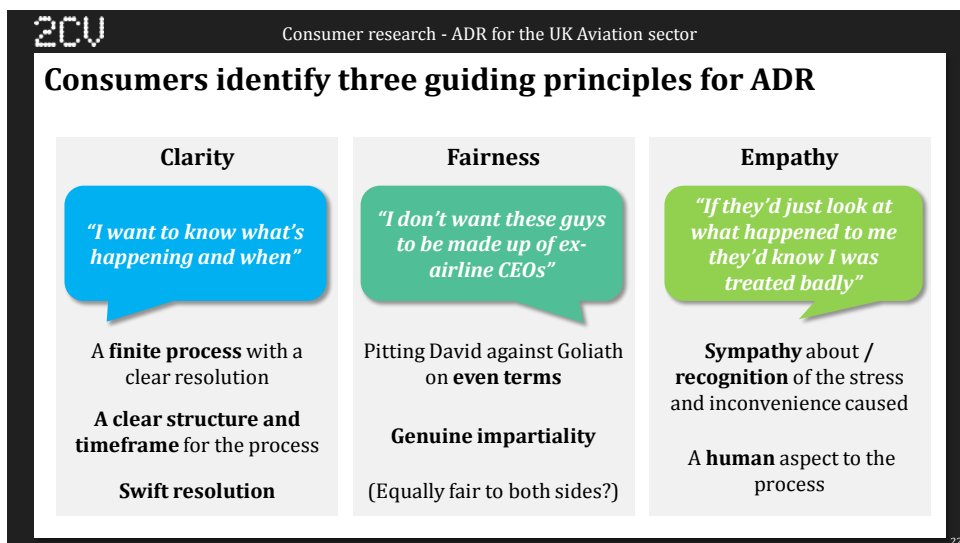 2CV
Consumer research - ADR for the UK Aviation sector
Consumers identify three guiding principles for ADR
Clarity
“I want to know what’s
happening and when”
A finite process with a
clear resolution
A clear structure and
timeframe for the process
Swift resolution
Fairness
“I don’t want these guys
to be made up of ex-
airline CEOs”
Pitting David against Goliath
on even terms
Genuine impartiality
(Equally fair to both sides?)
Empathy
“If they’d just look at
what happened to me
they’d know I was
treated badly”
Sympathy about /
recognition of the stress
and inconvenience caused
A human aspect to the
process